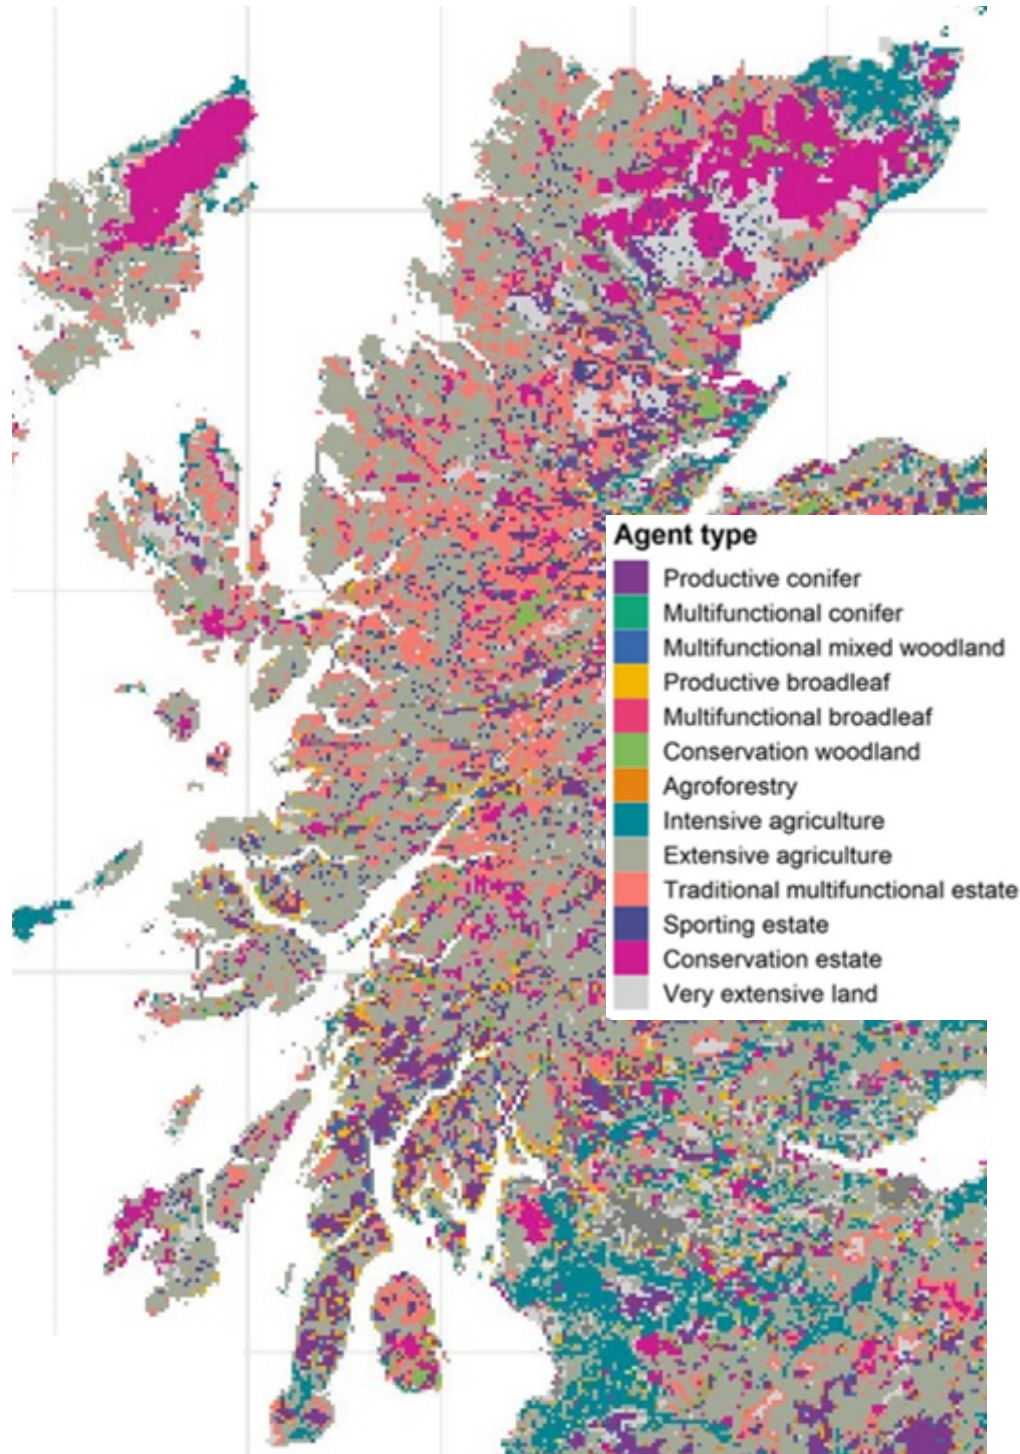 Agent type
Productive conifer
Multifunctional conifer
Multifunctional mixed woodland
Productive broadleaf
Multifunctional broadleaf
Conservation woodland
Agroforestry
Intensive agriculture
Extensive agriculture
Traditional multifunctional estate
Sporting estate
Conservation estate
Very extensive land